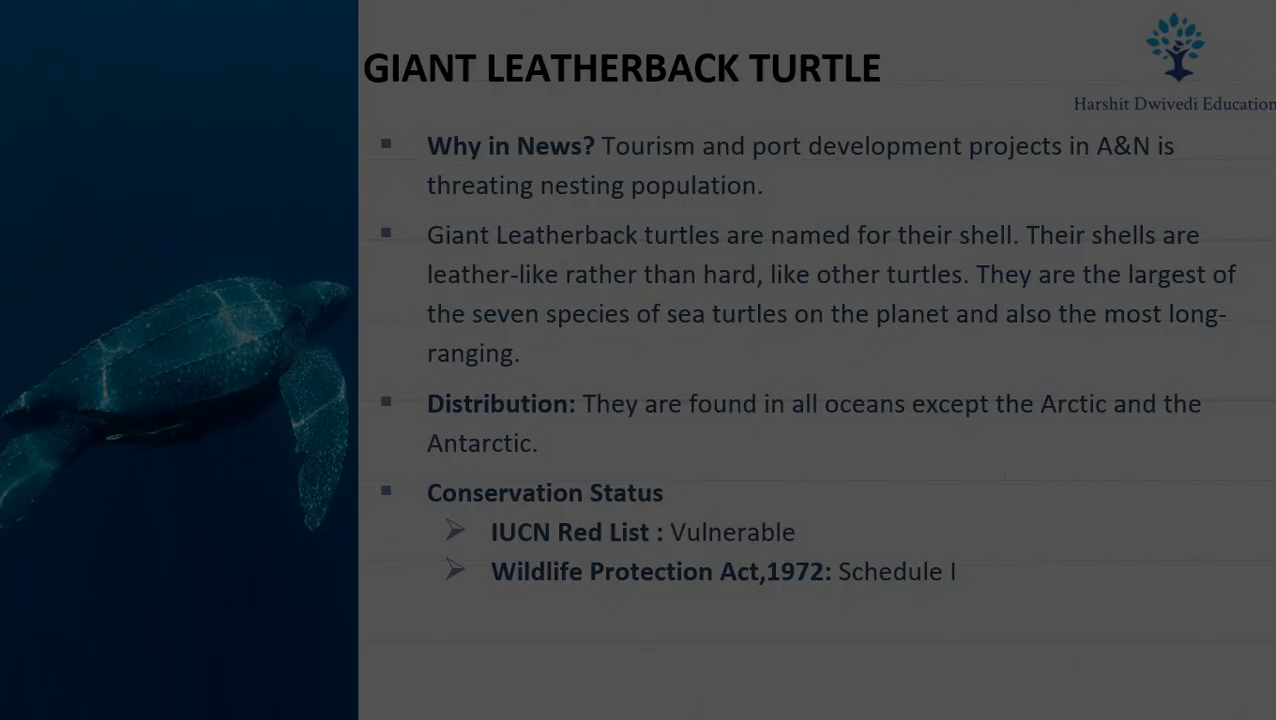 GIANT LEATHERBACK TURTLE
Harshit Dwivedi Education
Why in News? Tourism and port development projects in A&N is
threating nesting population.
Giant Leatherback turtles are named for their shell. Their shells are
leather-like rather than hard, like other turtles. They are the largest of
the seven species of sea turtles on the planet and also the most long-
ranging.
Distribution: They are found in all oceans except the Arctic and the
Antarctic.
Conservation Status
IUCN Red List : Vulnerable
Wildlife Protection Act,1972: Schedule I